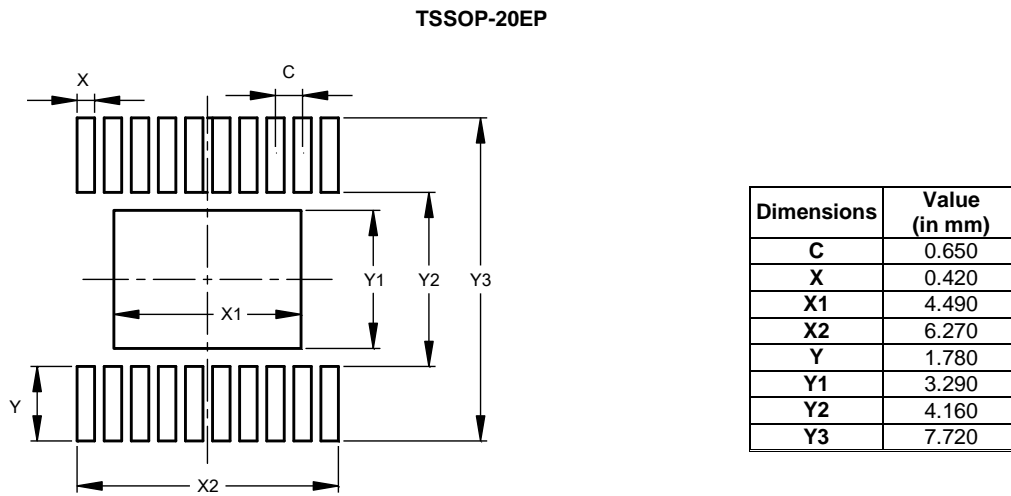 TSSOP-20EP
X
C
Y1
Y2
Y3
X1
Y
X2
Dimensions Value (in mm)
C 0.650
X 0.420
X1 4.490
X2 6.270
Y 1.780
Y1 3.290
Y2 4.160
Y3 7.720